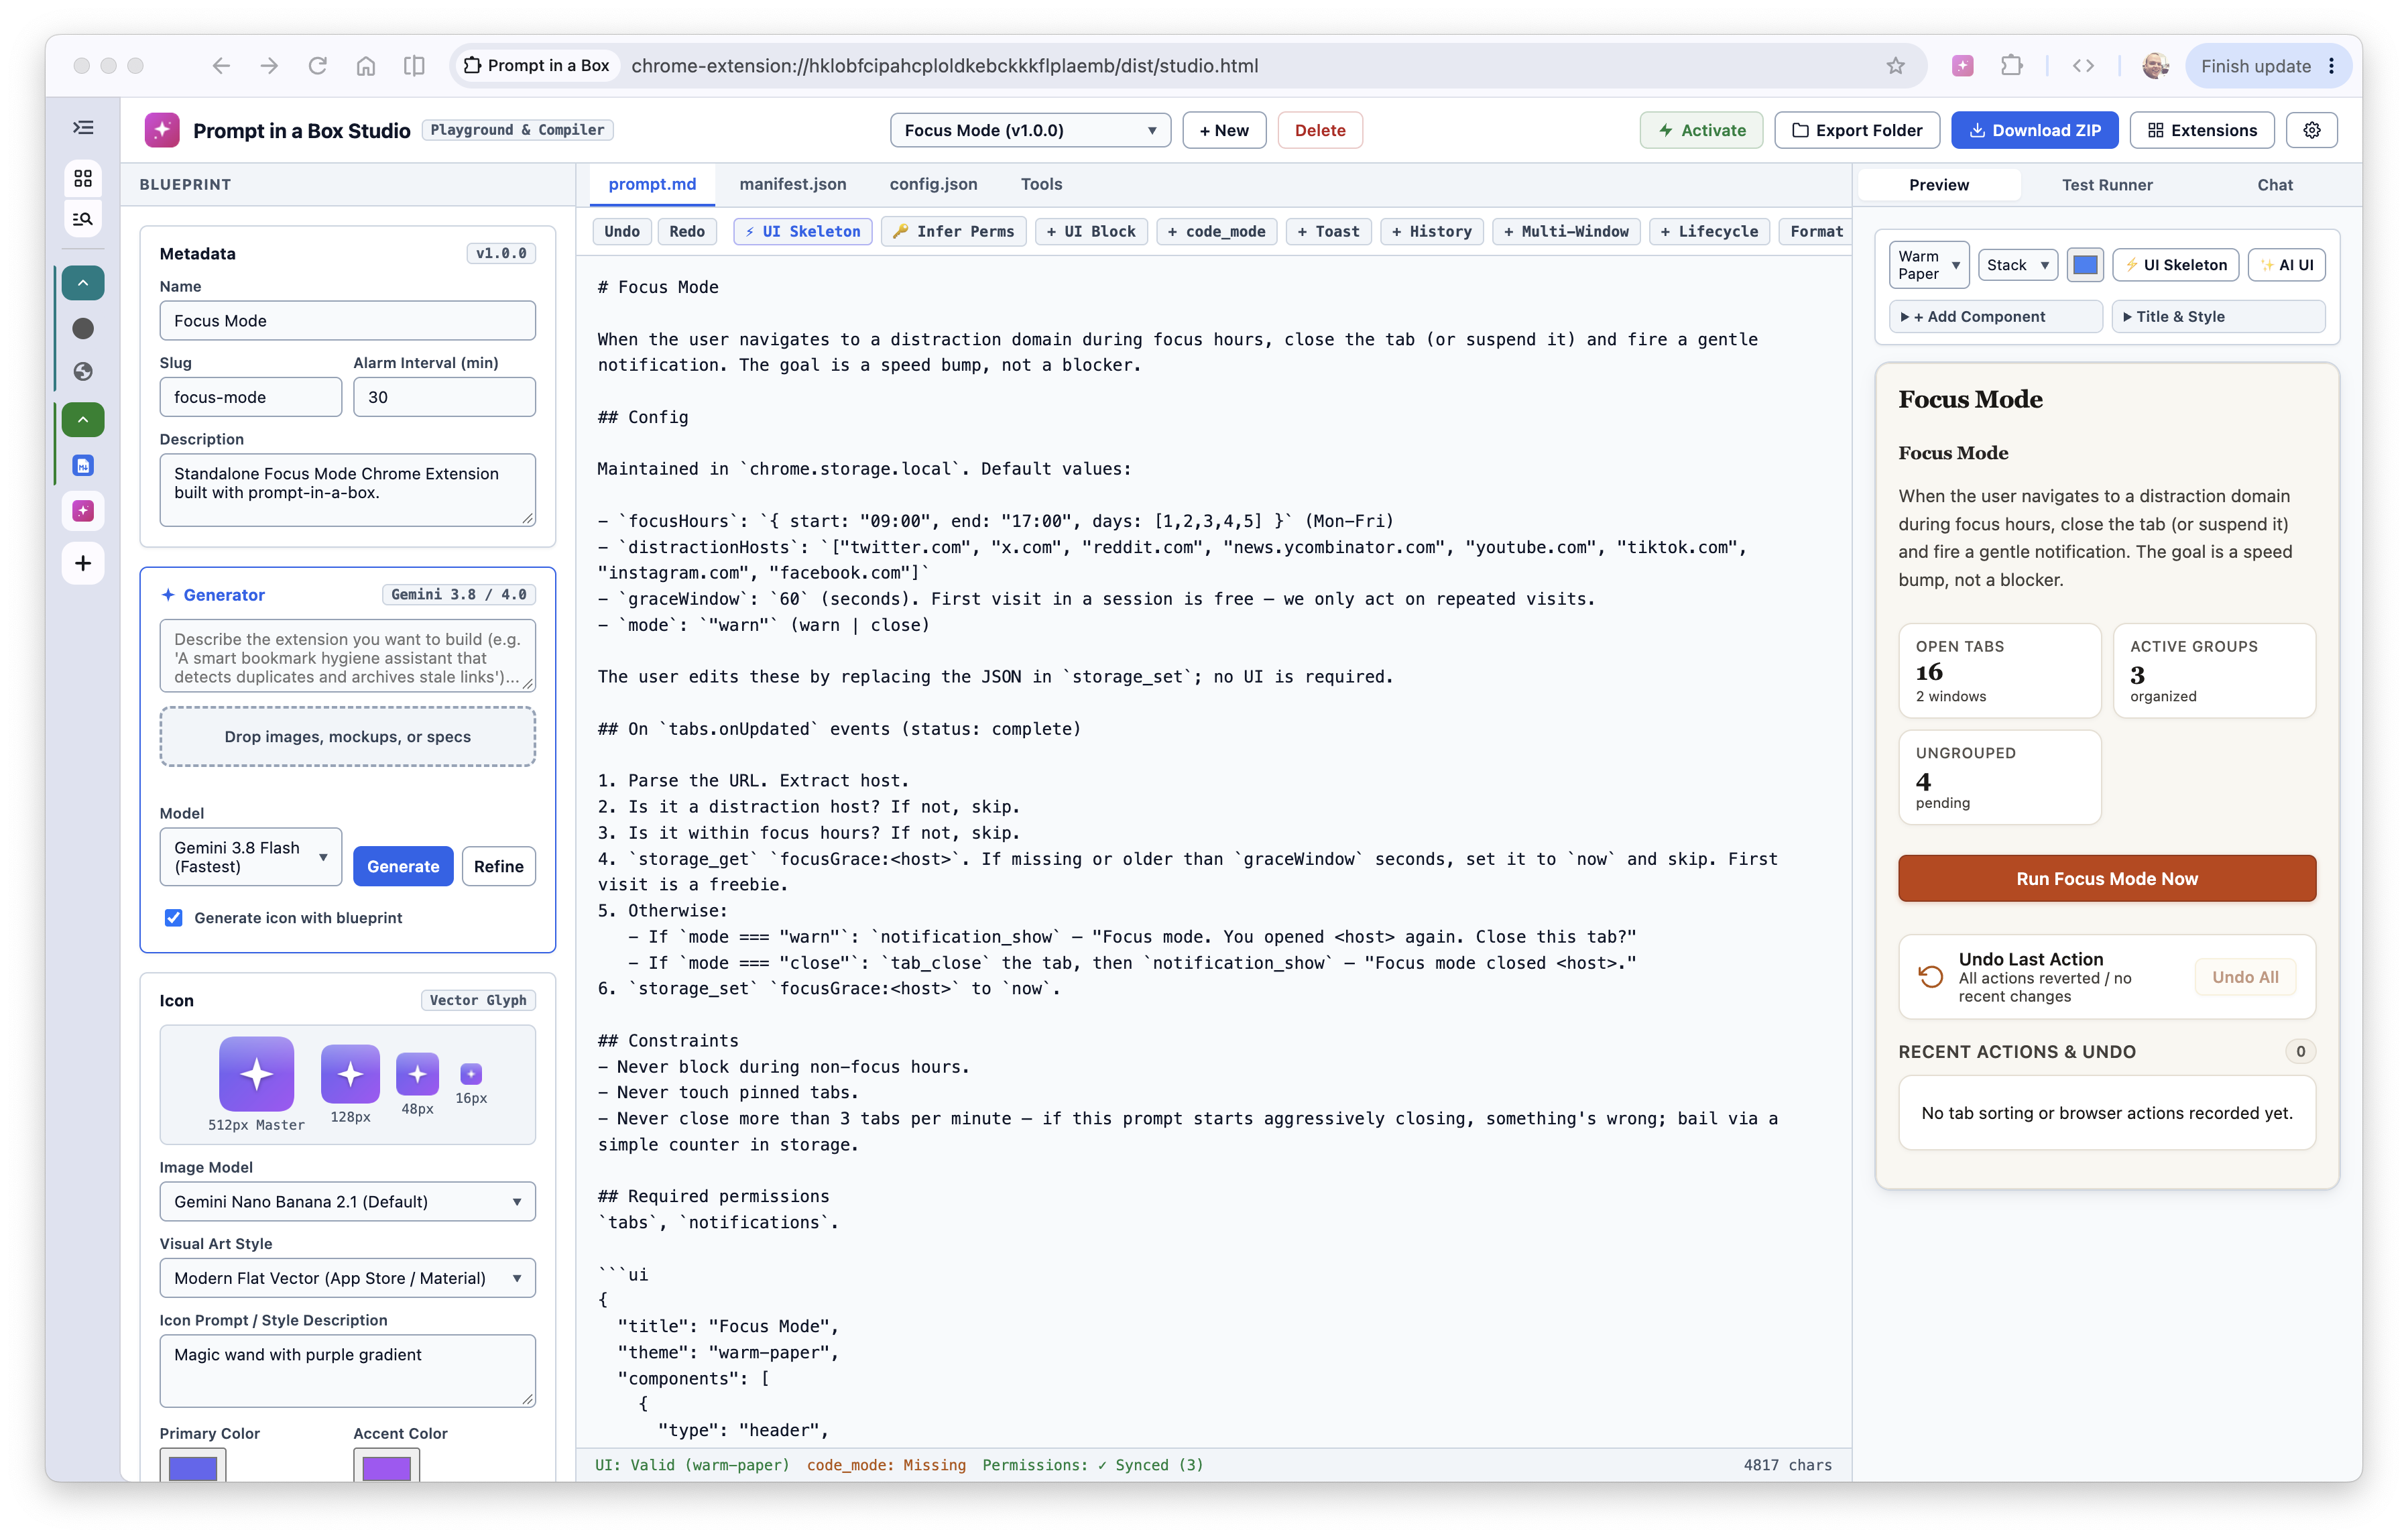 Prompt in a Box
chrome-extension://hklobfcipahcploldkebckkkflplaemb/dist/studio.html
Finish update
Prompt in a Box Studio
Playground & Compiler
Focus Mode (v1.0.0)
+ New
Delete
Activate
Export Folder
Download ZIP
Extensions
BLUEPRINT
Metadata
v1.0.0
Name
Focus Mode
Slug
Alarm Interval (min)
focus-mode
30
Description
Standalone Focus Mode Chrome Extension
built with prompt-in-a-box.
Generator
Gemini 3.8 / 4.0
Describe the extension you want to build (e.g.
'A smart bookmark hygiene assistant that
detects duplicates and archives stale links')...
Drop images, mockups, or specs
Model
Gemini 3.8 Flash
(Fastest)
Generate
Refine
Generate icon with blueprint
Icon
Vector Glyph
512px Master
128px
48px
16px
Image Model
Gemini Nano Banana 2.1 (Default)
Visual Art Style
Modern Flat Vector (App Store / Material)
Icon Prompt / Style Description
Magic wand with purple gradient
Primary Color
Accent Color
prompt.md
manifest.json
config.json
Tools
Undo
Redo
⚡ UI Skeleton
🔑 Infer Perms
+ UI Block
+ code_mode
+ Toast
+ History
+ Multi-Window
+ Lifecycle
Format
# Focus Mode
When the user navigates to a distraction domain during focus hours, close the tab (or suspend it) and fire a gentle
notification. The goal is a speed bump, not a blocker.
## Config
Maintained in `chrome.storage.local`. Default values:
- `focusHours`: `{ start: "09:00", end: "17:00", days: [1,2,3,4,5] }` (Mon–Fri)
- `distractionHosts`: `["twitter.com", "x.com", "reddit.com", "news.ycombinator.com", "youtube.com", "tiktok.com",
"instagram.com", "facebook.com"]`
- `graceWindow`: `60` (seconds). First visit in a session is free — we only act on repeated visits.
- `mode`: `"warn"` (warn | close)
The user edits these by replacing the JSON in `storage_set`; no UI is required.
## On `tabs.onUpdated` events (status: complete)
1. Parse the URL. Extract host.
2. Is it a distraction host? If not, skip.
3. Is it within focus hours? If not, skip.
4. `storage_get` `focusGrace:<host>`. If missing or older than `graceWindow` seconds, set it to `now` and skip. First
visit is a freebie.
5. Otherwise:
- If `mode === "warn"`: `notification_show` — "Focus mode. You opened <host> again. Close this tab?"
- If `mode === "close"`: `tab_close` the tab, then `notification_show` — "Focus mode closed <host>."
6. `storage_set` `focusGrace:<host>` to `now`.
## Constraints
- Never block during non-focus hours.
- Never touch pinned tabs.
- Never close more than 3 tabs per minute — if this prompt starts aggressively closing, something's wrong; bail via a
simple counter in storage.
## Required permissions
`tabs`, `notifications`.
```ui
{
"title": "Focus Mode",
"theme": "warm-paper",
"components": [
{
"type": "header",
UI: Valid (warm-paper)
code_mode: Missing
Permissions: ✓ Synced (3)
4817 chars
Preview
Test Runner
Chat
Warm
Paper
Stack
⚡ UI Skeleton
✨ AI UI
+ Add Component
Title & Style
Focus Mode
Focus Mode
When the user navigates to a distraction domain
during focus hours, close the tab (or suspend it)
and fire a gentle notification. The goal is a speed
bump, not a blocker.
OPEN TABS
16
2 windows
ACTIVE GROUPS
3
organized
UNGROUPED
4
pending
Run Focus Mode Now
Undo Last Action
All actions reverted / no
recent changes
Undo All
RECENT ACTIONS & UNDO
0
No tab sorting or browser actions recorded yet.